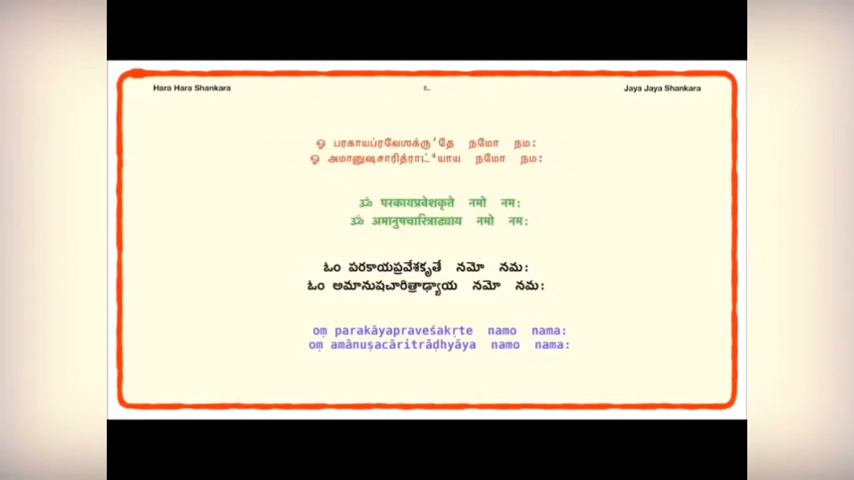 Hara Hara Shankara
Jaya Jaya Shankara
ஓ பரகாயப்ரவேஶக்ரு’தே நமோ நம:
ஓ அமானுஷசாரித்ராட்⁴யாய நமோ நம:
ॐ परकायप्रवेशकृते नमो नम:
ॐ अमानुषचारित्राढ्याय नमो नम:
ఓం పరకాయప్రవేశకృతే నమో నమ:
ఓం అమానుషచారిత్రాఢ్యాయ నమో నమ:
oṃ parakāyapraveśakṛte namo nama:
oṃ amānuṣacāritrāḍhyāya namo nama: